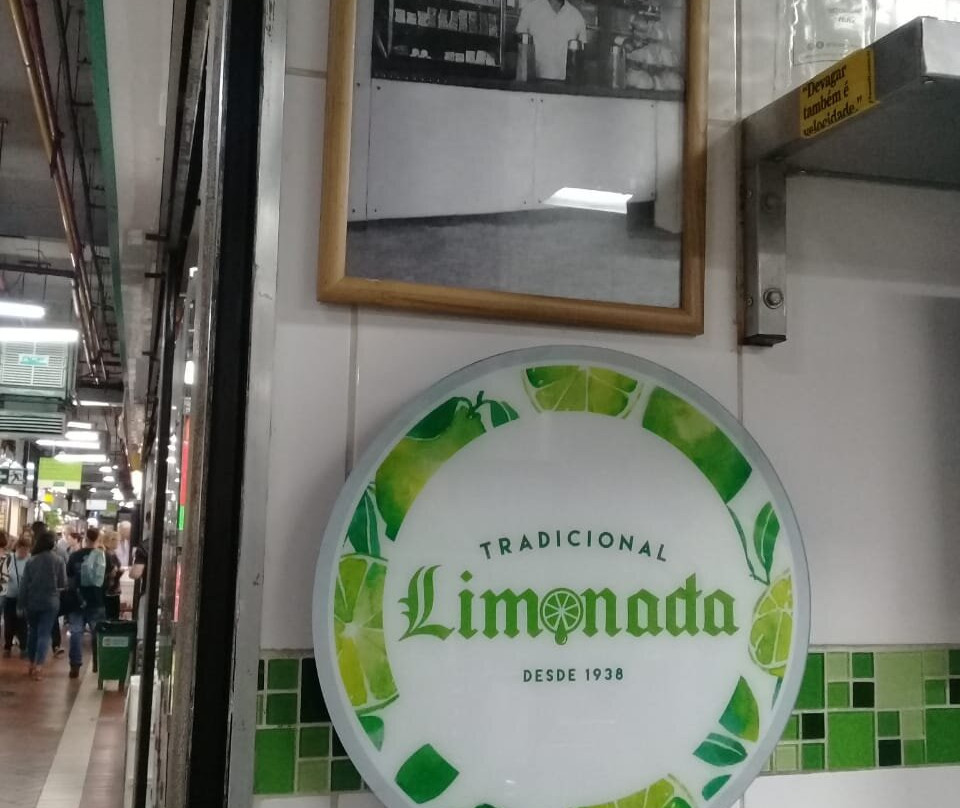 "Devagar
também é
velocidade."
TRADICIONAL
Limonada
DESDE 1938